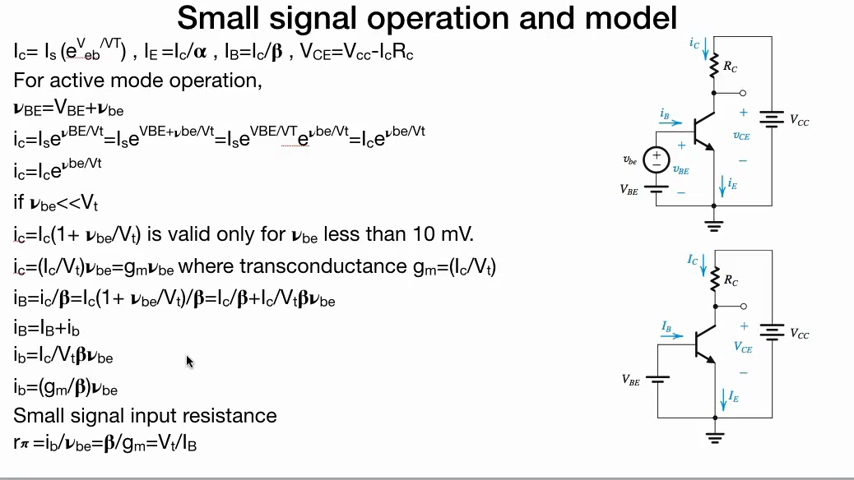 Small signal operation and model
Ic= Is (eVeb/VT) , IE =Ic/α , IB=Ic/β , VCE=Vcc-IcRc
For active mode operation,
νBE=VBE+νbe
ic=IseνBE/Vt=IseVBE+νbe/Vt=IseVBE/VTeνbe/Vt=Iceνbe/Vt
ic=Iceνbe/Vt
if νbe<<Vt
ic=Ic(1+ νbe/Vt) is valid only for νbe less than 10 mV.
ic=(Ic/Vt)νbe=gmνbe where transconductance gm=(Ic/Vt)
iB=ic/β=Ic(1+ νbe/Vt)/β=Ic/β+Ic/Vtβνbe
iB=IB+ib
ib=Ic/Vtβνbe
ib=(gm/β)νbe
Small signal input resistance
rπ =ib/νbe=β/gm=Vt/IB
iC
RC
iB
+
vCE
−
VCC
vbe
+
−
+
vBE
−
VBE
iE
IC
RC
IB
+
VCE
−
VCC
VBE
IE